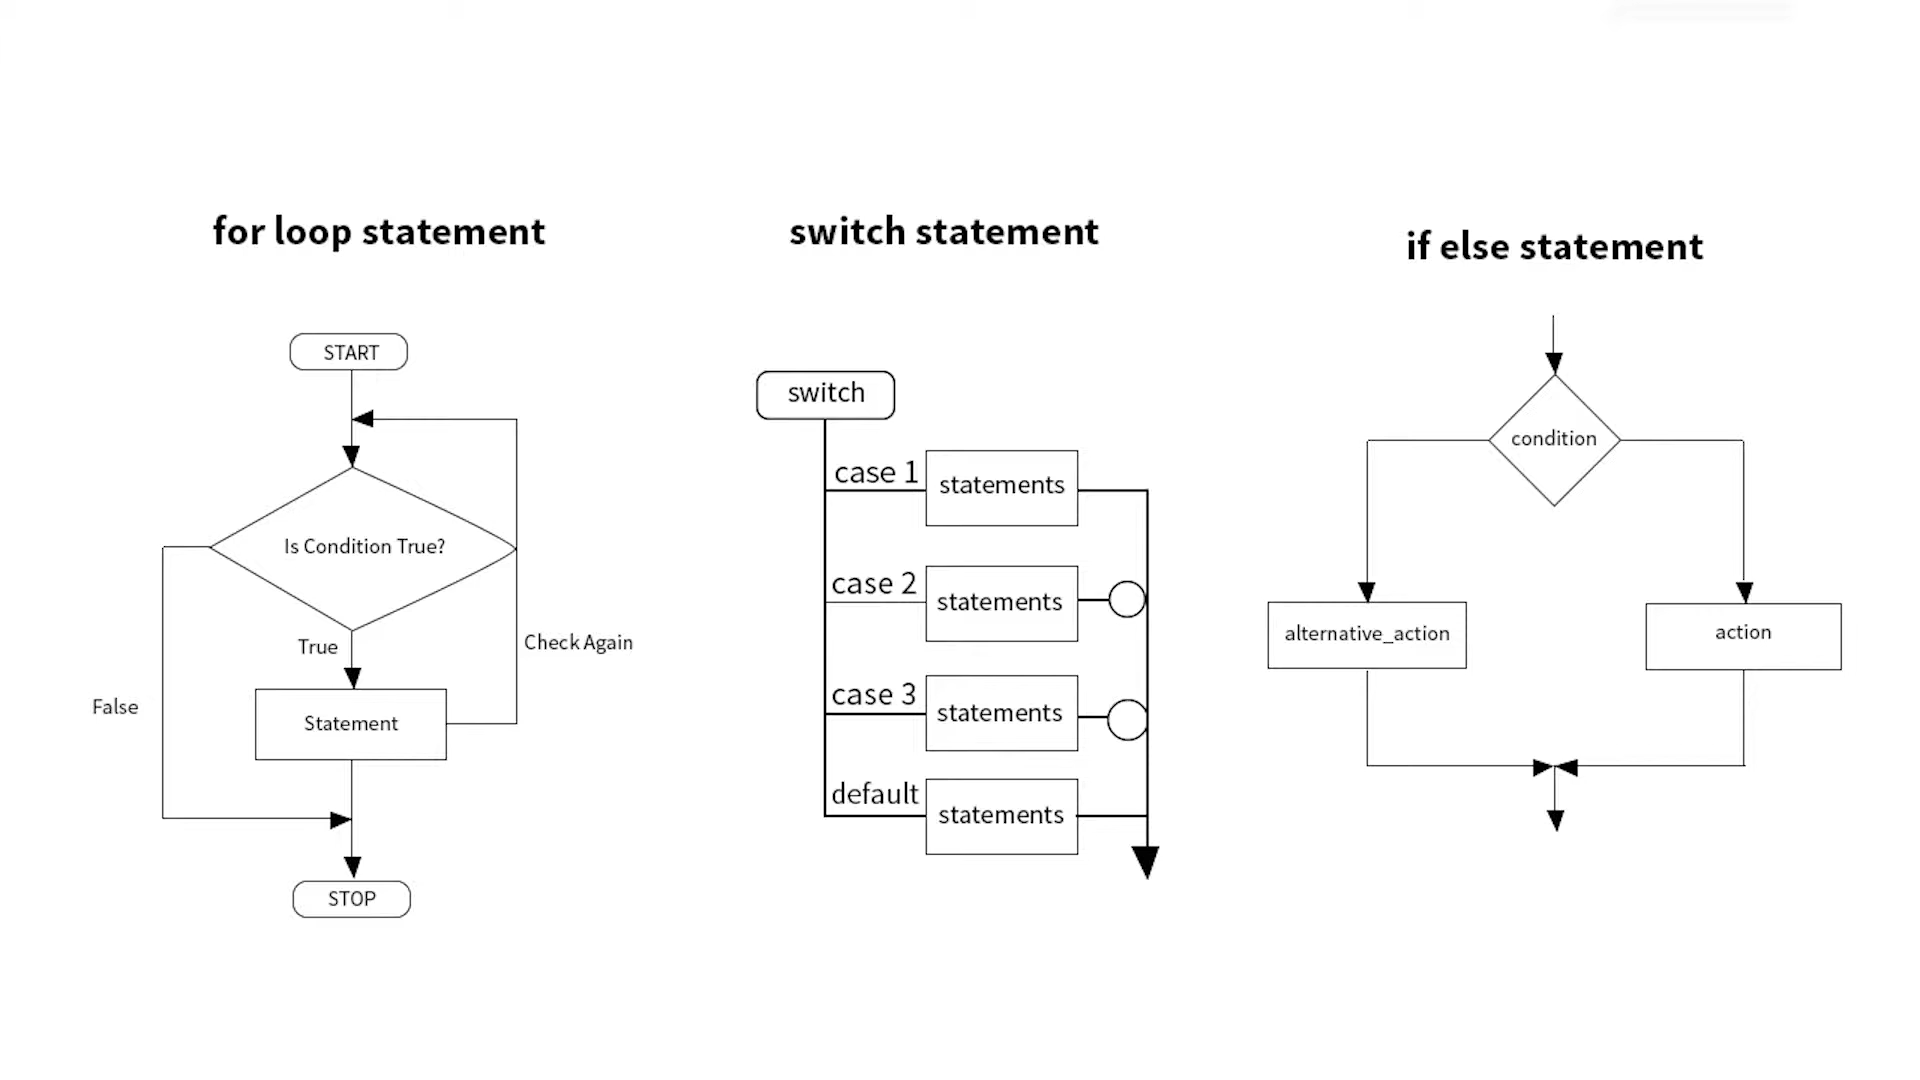 for loop statement
START
Is Condition True?
True
Check Again
False
Statement
STOP
switch statement
switch
case 1
statements
case 2
statements
case 3
statements
default
statements
if else statement
condition
alternative_action
action